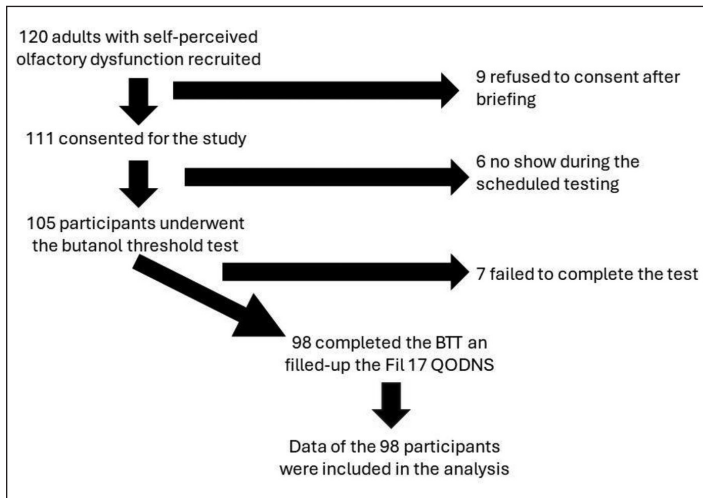 120 adults with self-perceived
olfactory dysfunction recruited
9 refused to consent after
briefing
111 consented for the study
6 no show during the
scheduled testing
105 participants underwent
the butanol threshold test
7 failed to complete the test
98 completed the BTT an
filled-up the Fil 17 QODNS
Data of the 98 participants
were included in the analysis